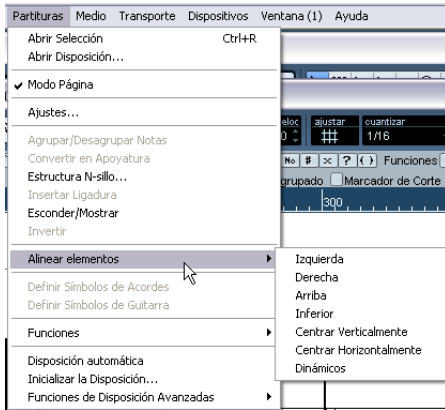 Partituras Medio Transporte Dispositivos Ventana (1) Ayuda
Abrir Selección Ctrl+R
Abrir Disposición...
Modo Página
Ajustes...
eloc ajustar cuantizar
0 1/16
Agrupar/Desagrupar Notas
Convertir en Apoyatura
No # × ? () Funciones
Estructura N-sillo...
grupado Marcador de Corte
Insertar Ligadura
300
Esconder/Mostrar
Invertir
Alinear elementos
Izquierda
Derecha
Arriba
Inferior
Centrar Verticalmente
Centrar Horizontalmente
Dinámicos
Definir Símbolos de Acordes
Definir Símbolos de Guitarra
Funciones
Disposición automática
Inicializar la Disposición...
Funciones de Disposición Avanzadas